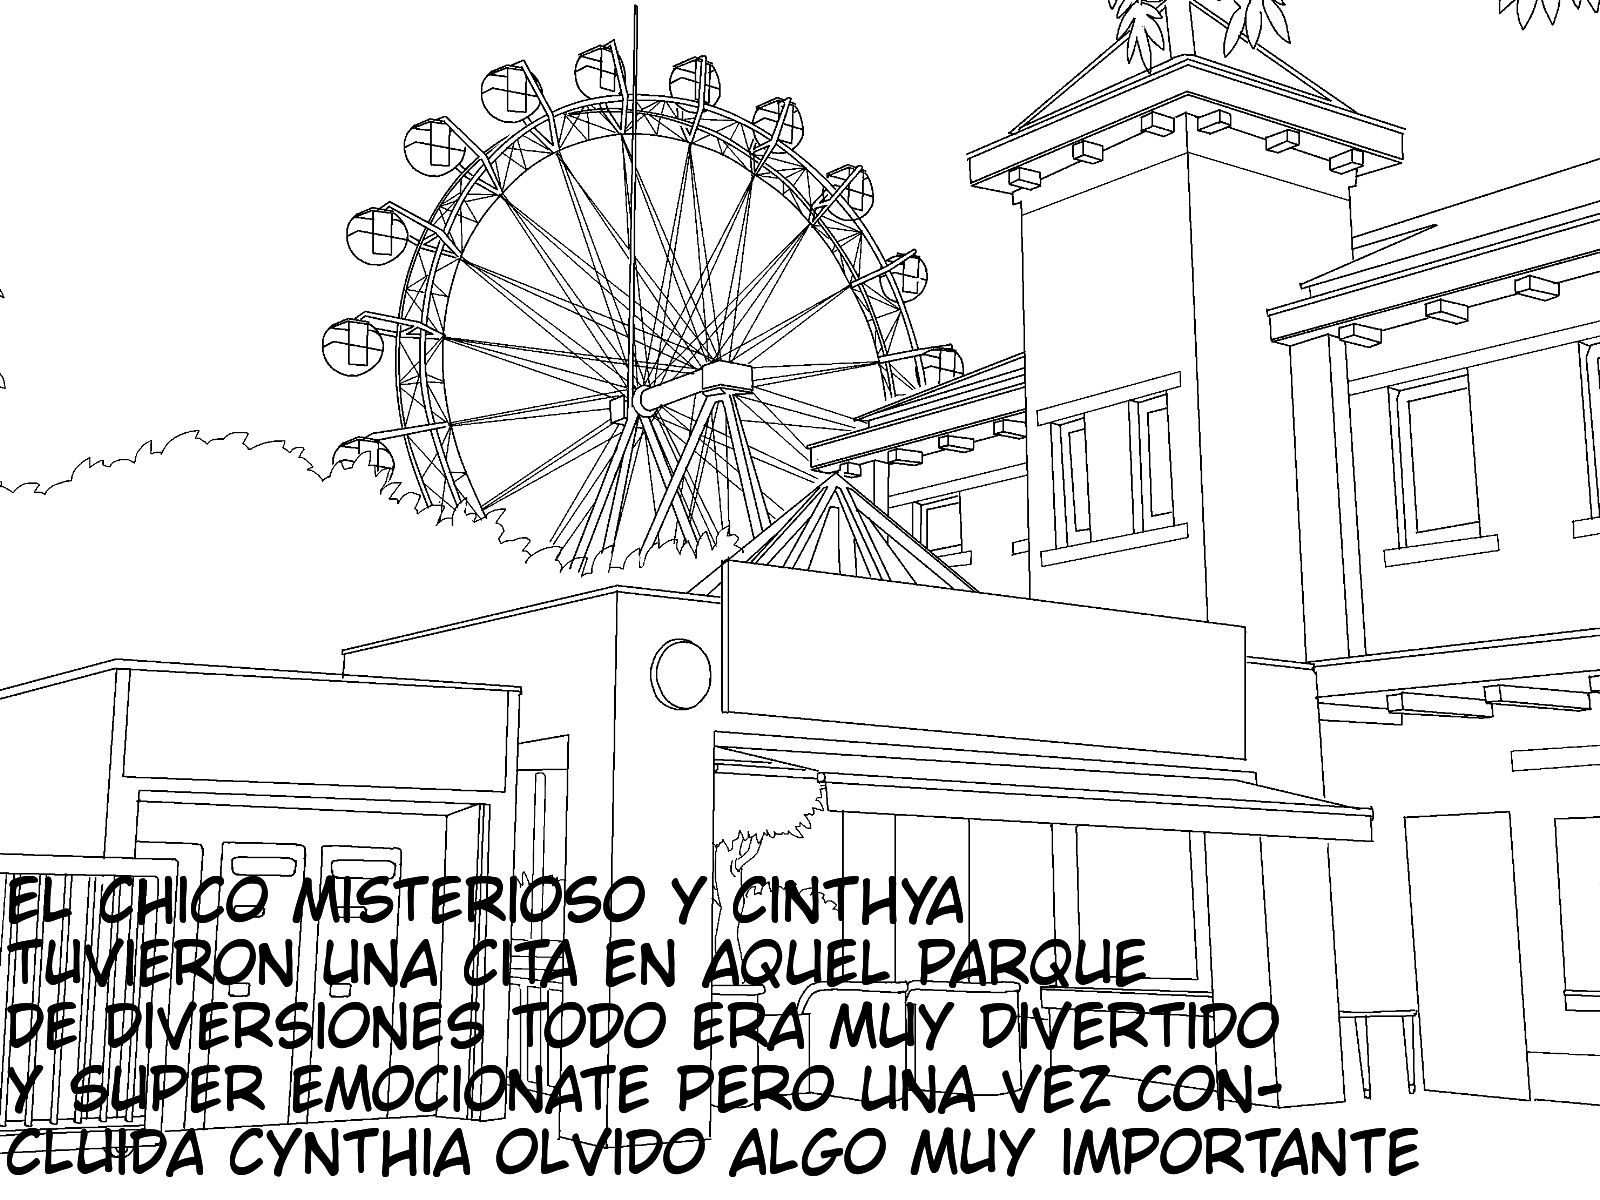 EL CHICO MISTERIOSO Y CINTHYA
TUVIERON UNA CITA EN AQUEL PARQUE
DE DIVERSIONES TODO ERA MUY DIVERTIDO
Y SUPER EMOCIONATE PERO UNA VEZ CON-
CLUIDA CYNTHIA OLVIDO ALGO MUY IMPORTANTE